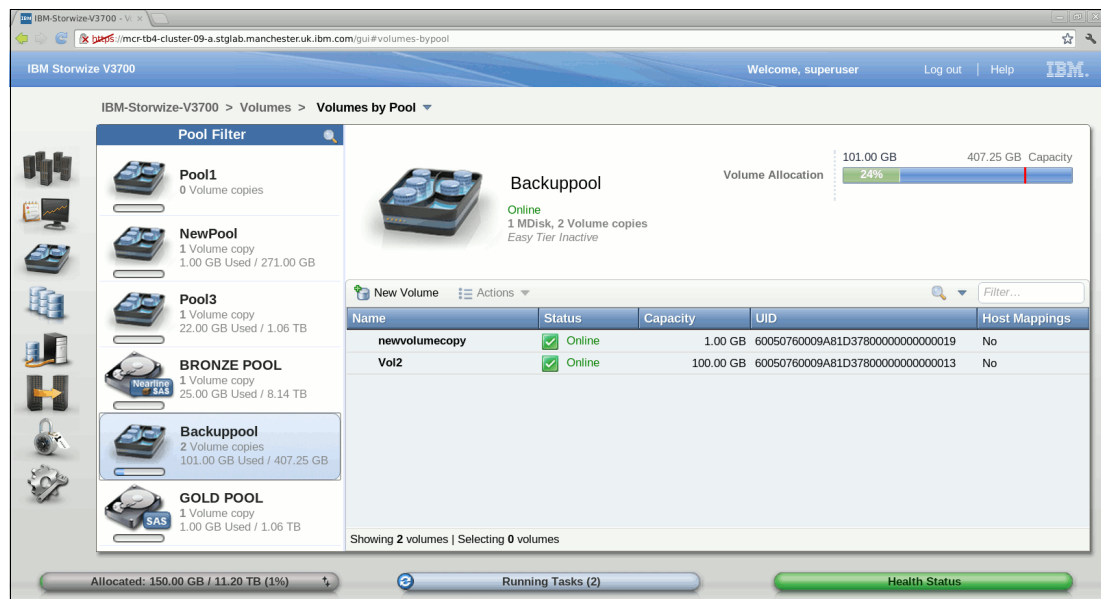 IBM-Storwize-V3700 - V
https://mcr-tb4-cluster-09-a.stglab.manchester.uk.ibm.com/gui#volumes-bypool
IBM Storwize V3700
Welcome, superuser
Log out | Help
IBM.
IBM-Storwize-V3700 > Volumes > Volumes by Pool
Pool Filter
Pool1
0 Volume copies
NewPool
1 Volume copy
1.00 GB Used / 271.00 GB
Pool3
1 Volume copy
22.00 GB Used / 1.06 TB
BRONZE POOL
Nearline SAS
1 Volume copy
25.00 GB Used / 8.14 TB
Backuppool
2 Volume copies
101.00 GB Used / 407.25 GB
GOLD POOL
SAS
1 Volume copy
1.00 GB Used / 1.06 TB
Backuppool
Online
1 MDisk, 2 Volume copies
Easy Tier Inactive
Volume Allocation
101.00 GB
407.25 GB Capacity
24%
New Volume
Actions
Filter...
Name Status Capacity UID Host Mappings
newvolumecopy Online 1.00 GB 60050760009A81D37800000000000019 No
Vol2 Online 100.00 GB 60050760009A81D37800000000000013 No
Showing 2 volumes | Selecting 0 volumes
Allocated: 150.00 GB / 11.20 TB (1%)
Running Tasks (2)
Health Status